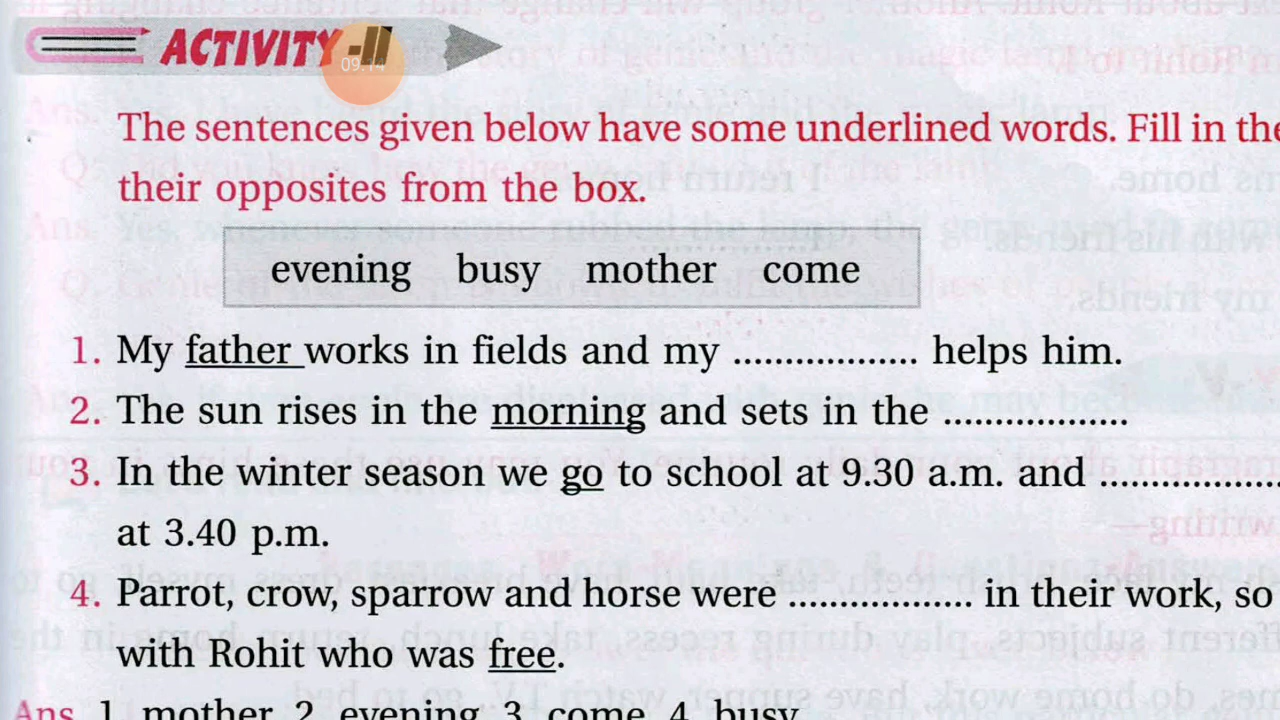 ACTIVITY-II
09:14
The sentences given below have some underlined words. Fill in the
their opposites from the box.
evening busy mother come
1. My father works in fields and my .................. helps him.
2. The sun rises in the morning and sets in the ..................
3. In the winter season we go to school at 9.30 a.m. and ..................
at 3.40 p.m.
4. Parrot, crow, sparrow and horse were .................. in their work, so
with Rohit who was free.
Ans. 1. mother 2. evening 3. come 4. busy